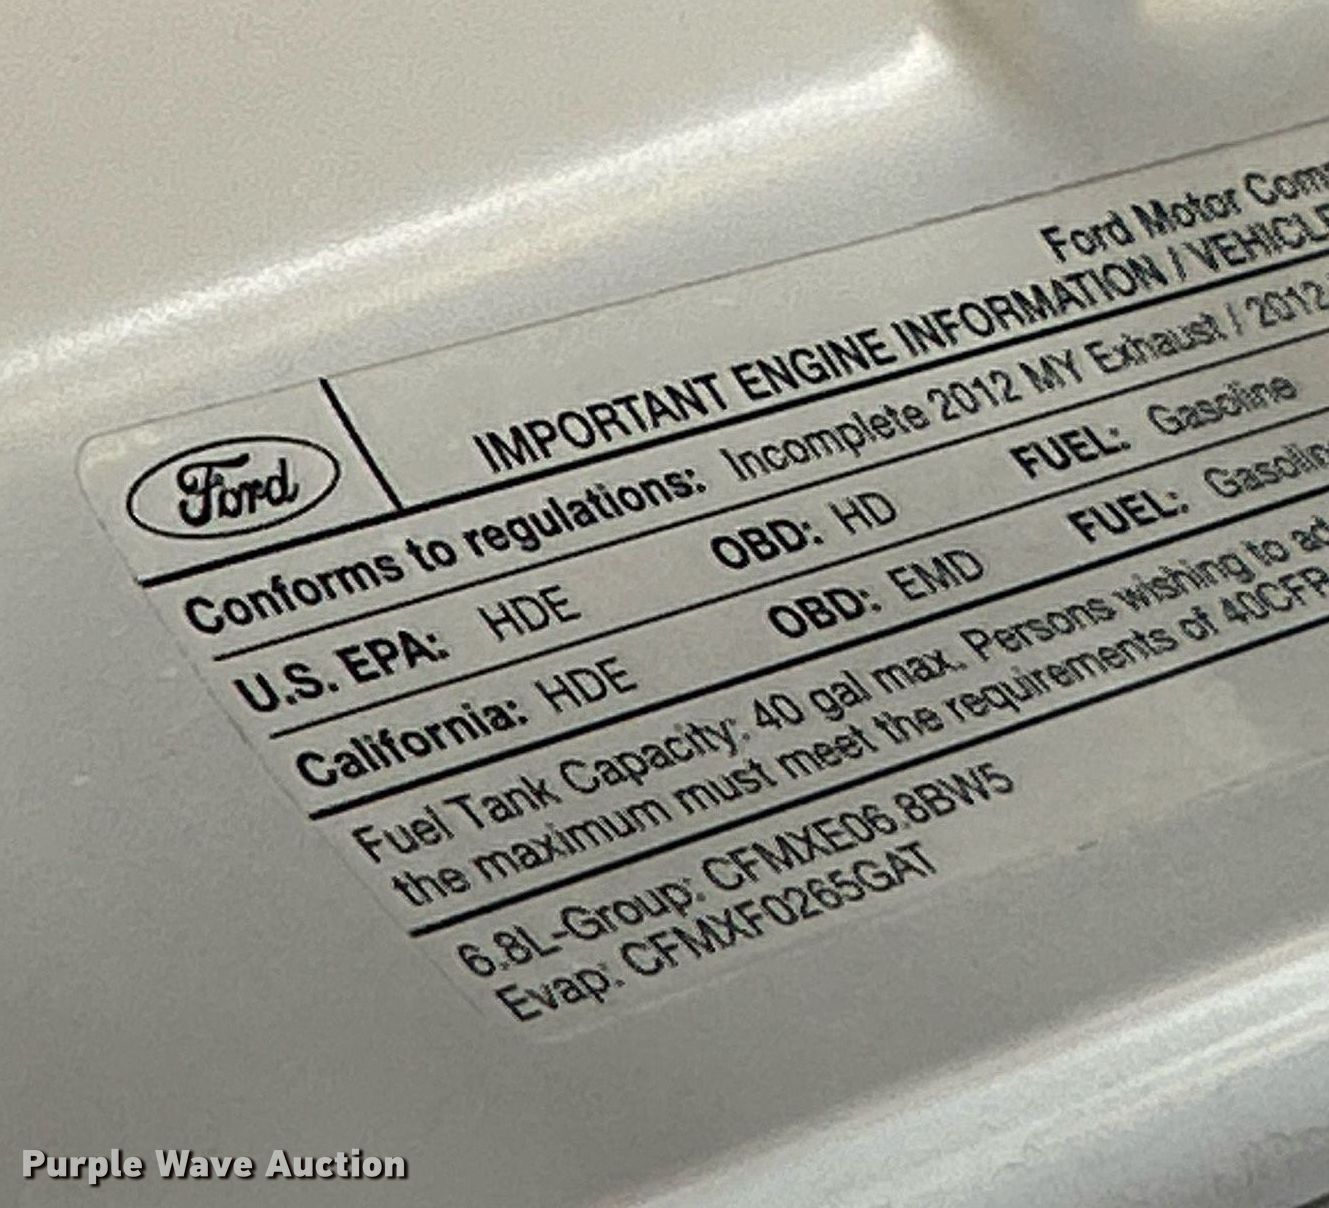 Ford Motor Com
IMPORTANT ENGINE INFORMATION / VEHICLE
Ford
Conforms to regulations: Incomplete 2012 MY Exhaust / 2012
U.S. EPA: HDE OBD: HD FUEL: Gasoline
California: HDE OBD: EMD FUEL: Gasolin
Fuel Tank Capacity: 40 gal max. Persons wishing to ad
the maximum must meet the requirements of 40CFR
6.8L-Group: CFMXE06.8BW5
Evap: CFMXF0265GAT
Purple Wave Auction